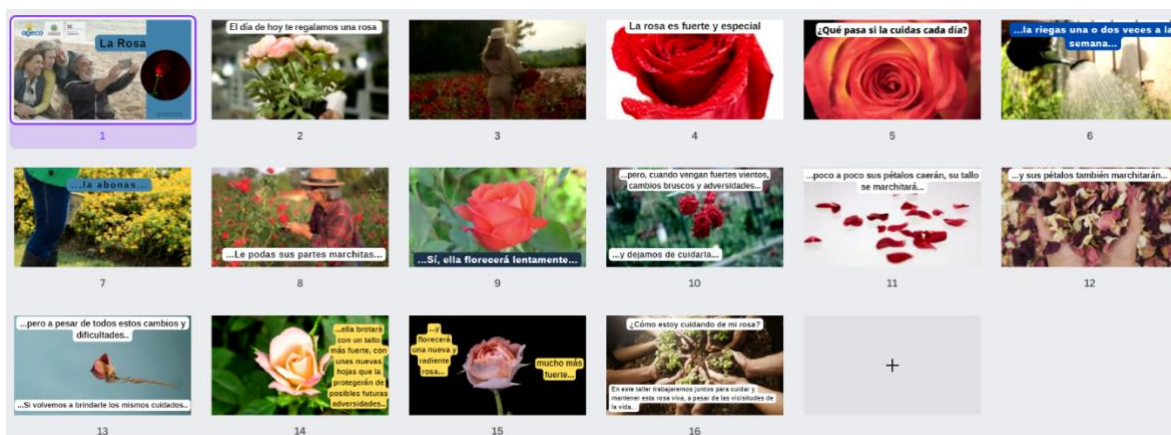 ageco
La Rosa
El día de hoy te regalamos una rosa
La rosa es fuerte y especial
¿Qué pasa si la cuidas cada día?
...la riegas una o dos veces a la
semana...
1
2
3
4
5
6
...la abonas...
...Le podas sus partes marchitas...
...Sí, ella florecerá lentamente...
...pero, cuando vengan fuertes vientos,
cambios bruscos y adversidades...
...y dejamos de cuidarla...
...poco a poco sus pétalos caerán, su tallo
se marchitará...
...y sus pétalos también marchitarán...
7
8
9
10
11
12
...pero a pesar de todos estos cambios y
dificultades..
...Si volvemos a brindarle los mismos cuidados..
...ella brotará
con un tallo
más fuerte, con
unas nuevas
hojas que la
protegerán de
posibles futuras
adversidades..
...y
florecerá
una nueva y
radiente
rosa...
mucho más
fuerte...
¿Cómo estoy cuidando de mi rosa?
En este taller trabajaremos juntos para cuidar y
mantener esta rosa viva, a pesar de las vicisitudes de
la vida..
13
14
15
16